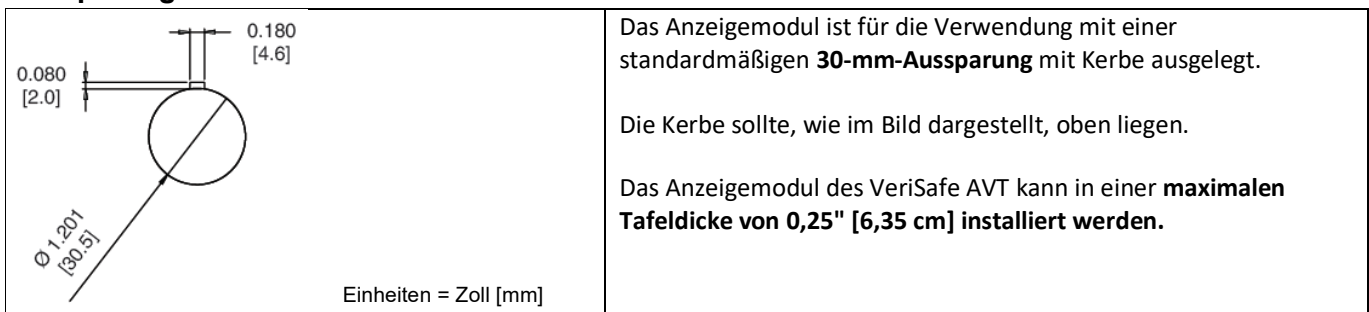 0.180
[4.6]
0.080
[2.0]
Ø 1.201
[30.5]
Einheiten = Zoll [mm]
Das Anzeigemodul ist für die Verwendung mit einer
standardmäßigen 30-mm-Aussparung mit Kerbe ausgelegt.
Die Kerbe sollte, wie im Bild dargestellt, oben liegen.
Das Anzeigemodul des VeriSafe AVT kann in einer maximalen
Tafeldicke von 0,25" [6,35 cm] installiert werden.